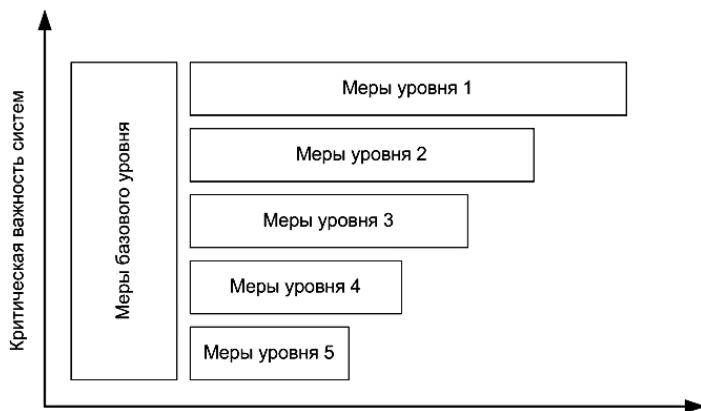 Критическая важность систем
Меры базового уровня
Меры уровня 1
Меры уровня 2
Меры уровня 3
Меры уровня 4
Меры уровня 5